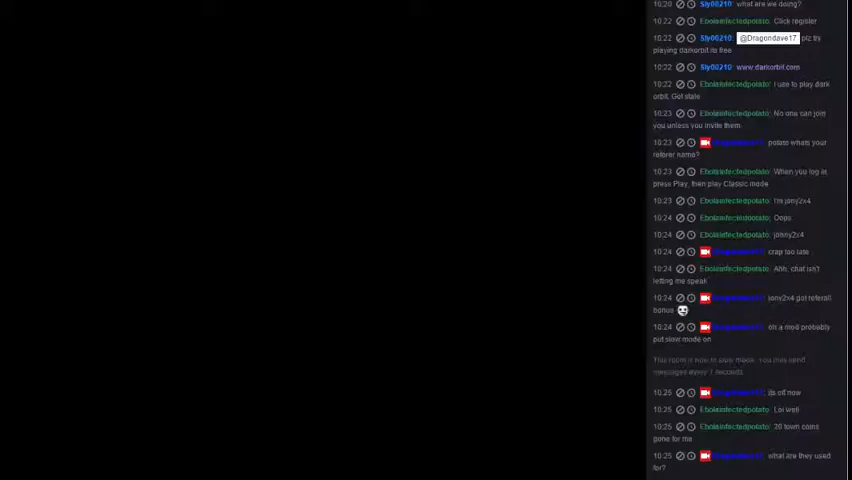 10:20 Sly00210: what are we doing?
10:22 Ebolainfectedpotato: Click register
10:22 Sly00210: @Dragondave17 plz try
playing darkorbit its free
10:22 Sly00210: www.darkorbit.com
10:22 Ebolainfectedpotato: I use to play dark
orbit. Got stale
10:23 Ebolainfectedpotato: No one can join
you unless you invite them
10:23 Dragondave17: potato whats your
referer name?
10:23 Ebolainfectedpotato: When you log in,
press Play, then play Classic mode
10:23 Ebolainfectedpotato: I'm jony2x4
10:24 Ebolainfectedpotato: Oops
10:24 Ebolainfectedpotato: jonny2x4
10:24 Dragondave17: crap too late
10:24 Ebolainfectedpotato: Ahh, chat isn't
letting me speak
10:24 Dragondave17: jony2x4 got referall
bonus
10:24 Dragondave17: oh a mod probably
put slow mode on
This room is now in slow mode. You may send
messages every 7 seconds
10:25 Dragondave17: its off now
10:25 Ebolainfectedpotato: Lol well
10:25 Ebolainfectedpotato: 20 town coins
gone for me
10:25 Dragondave17: what are they used
for?